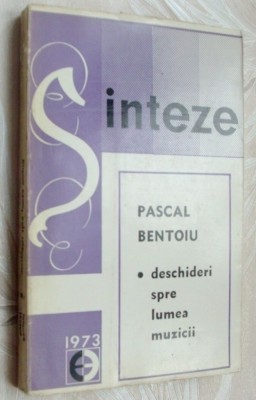 Sinteze
PASCAL
BENTOIU
• deschideri
spre
lumea
muzicii
1973